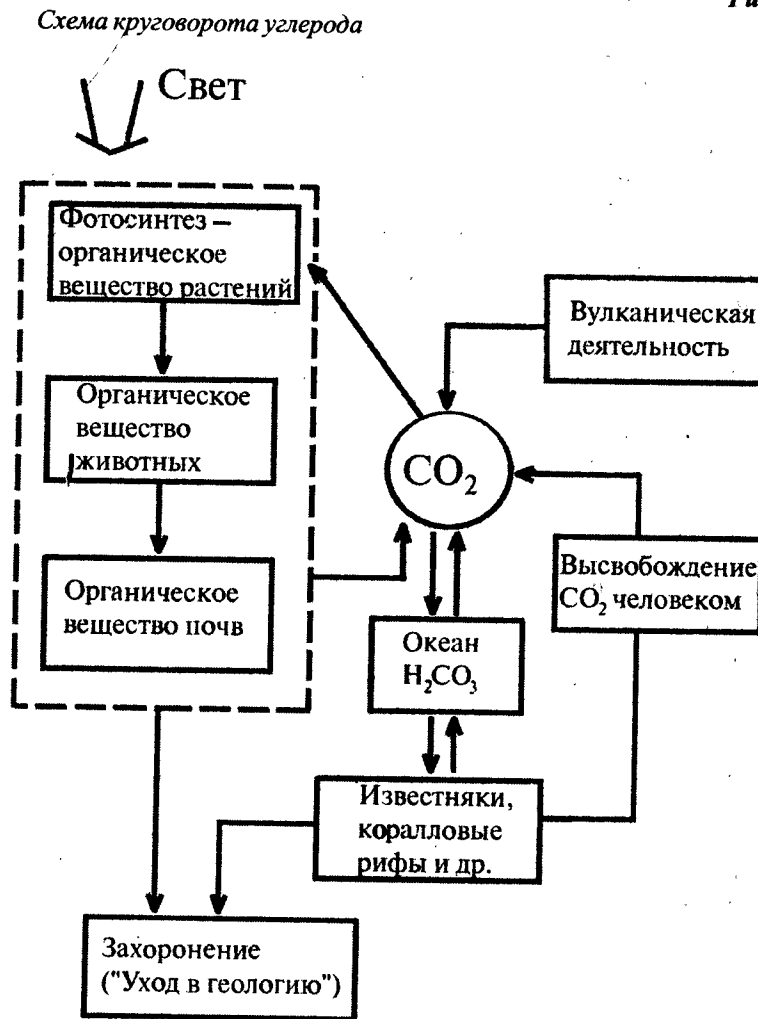 Схема круговорота углерода
Свет
Фотосинтез –
органическое
вещество растений
Вулканическая
деятельность
Органическое
вещество
животных
CO₂
Высвобождение
CO₂ человеком
Органическое
вещество почв
Океан
H₂CO₃
Известняки,
коралловые
рифы и др.
Захоронение
("Уход в геологию")